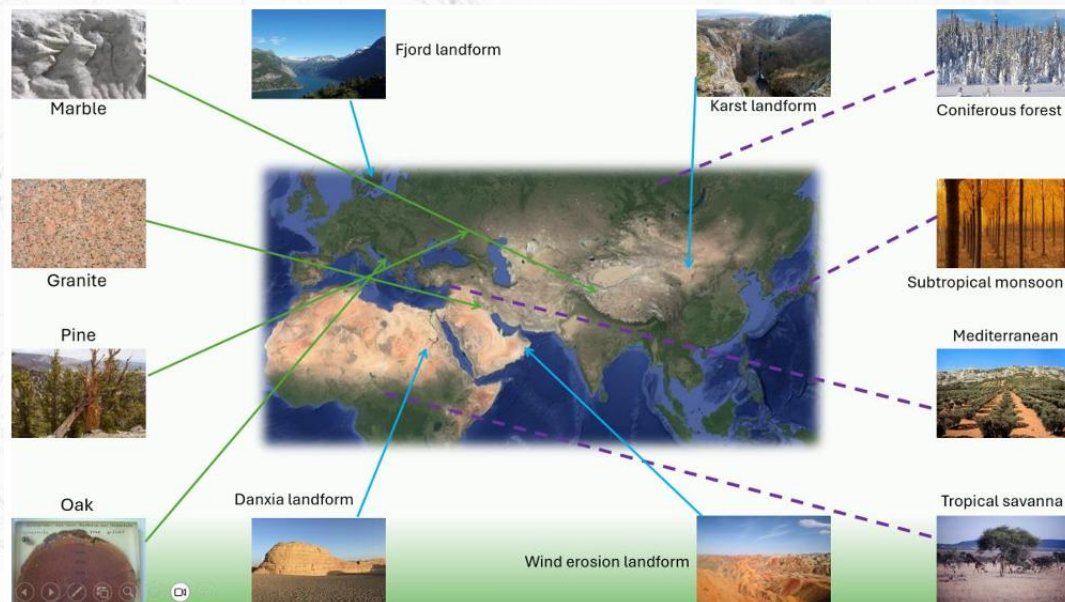 Marble
Fjord landform
Karst landform
Coniferous forest
Granite
Subtropical monsoon
Pine
Mediterranean
Oak
Danxia landform
Wind erosion landform
Tropical savanna